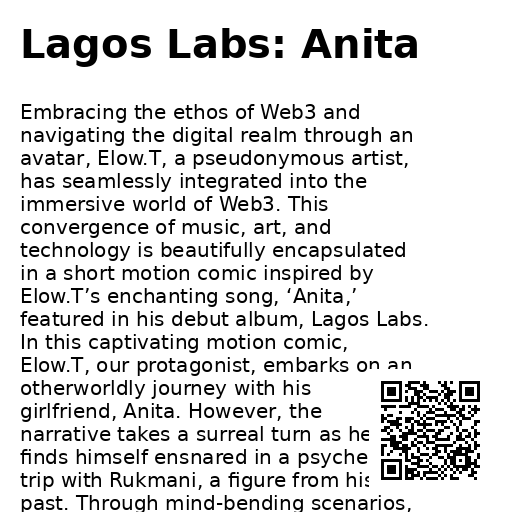 Lagos Labs: Anita
Embracing the ethos of Web3 and
navigating the digital realm through an
avatar, Elow.T, a pseudonymous artist,
has seamlessly integrated into the
immersive world of Web3. This
convergence of music, art, and
technology is beautifully encapsulated
in a short motion comic inspired by
Elow.T’s enchanting song, ‘Anita,’
featured in his debut album, Lagos Labs.
In this captivating motion comic,
Elow.T, our protagonist, embarks on an
otherworldly journey with his
girlfriend, Anita. However, the
narrative takes a surreal turn as he
finds himself ensnared in a psyche
trip with Rukmani, a figure from his
past. Through mind-bending scenarios,